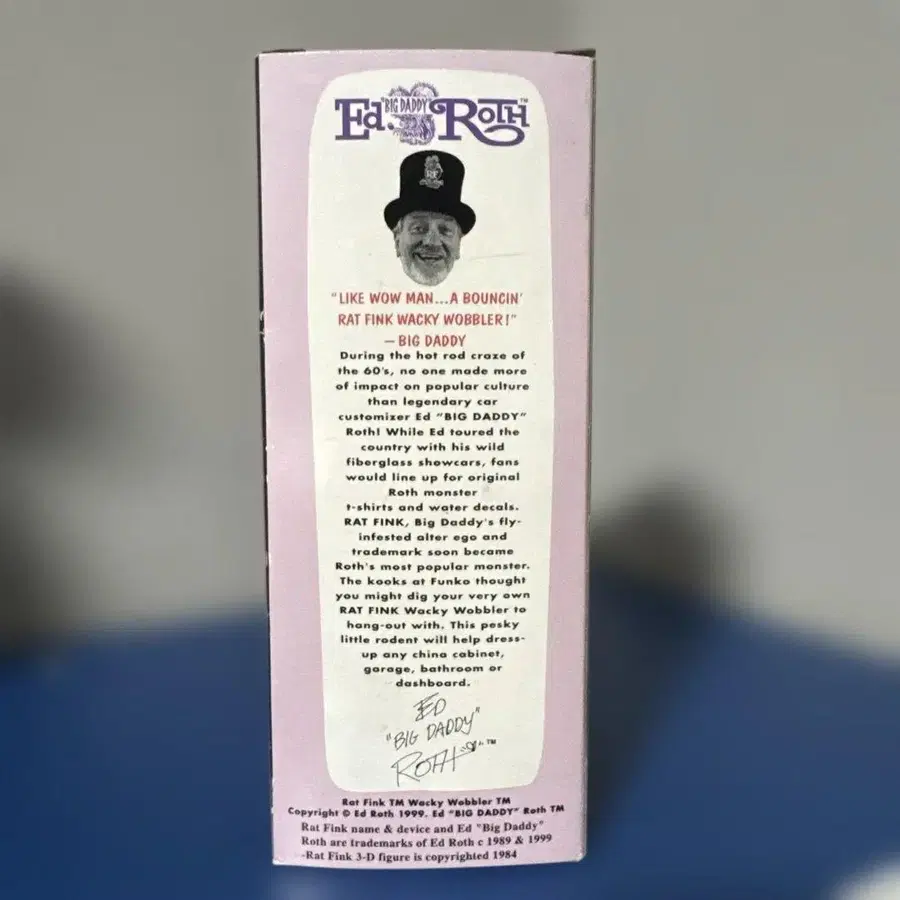 Ed "BIG DADDY" ROTH™
"LIKE WOW MAN...A BOUNCIN'
RAT FINK WACKY WOBBLER!"
— BIG DADDY
During the hot rod craze of
the 60's, no one made more
of impact on popular culture
than legendary car
customizer Ed "BIG DADDY"
Roth! While Ed toured the
country with his wild
fiberglass showcars, fans
would line up for original
Roth monster
t-shirts and water decals.
RAT FINK, Big Daddy's fly-
infested alter ego and
trademark soon became
Roth's most popular monster.
The kooks at Funko thought
you might dig your very own
RAT FINK Wacky Wobbler to
hang-out with. This pesky
little rodent will help dress-
up any china cabinet,
garage, bathroom or
dashboard.
ED
"BIG DADDY"
ROTH ™
Rat Fink TM Wacky Wobbler TM
Copyright © Ed Roth 1999. Ed "BIG DADDY" Roth TM
Rat Fink name & device and Ed "Big Daddy"
Roth are trademarks of Ed Roth c 1989 & 1999
-Rat Fink 3-D figure is copyrighted 1984